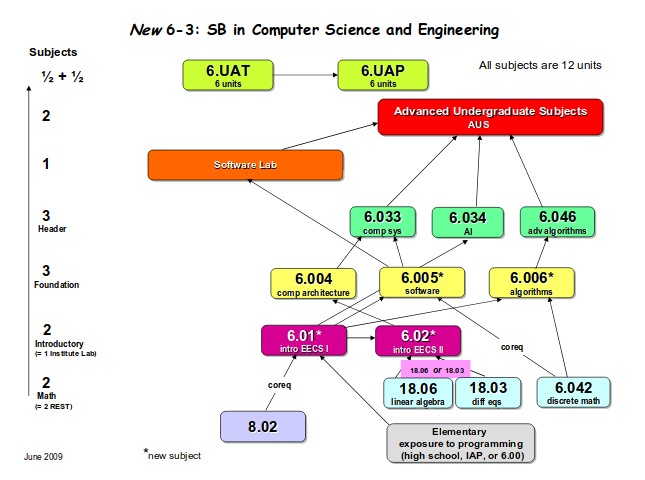 New 6-3: SB in Computer Science and Engineering
Subjects
½ + ½
6.UAT
6 units
6.UAP
6 units
All subjects are 12 units
2
Advanced Undergraduate Subjects
AUS
1
Software Lab
3
Header
6.033
comp sys
6.034
AI
6.046
adv algorithms
3
Foundation
6.004
comp architecture
6.005*
software
6.006*
algorithms
2
Introductory
(= 1 Institute Lab)
6.01*
intro EECS I
6.02*
intro EECS II
coreq
18.06 or 18.03
2
Math
(= 2 REST)
coreq
18.06
linear algebra
18.03
diff eqs
6.042
discrete math
8.02
Elementary
exposure to programming
(high school, IAP, or 6.00)
June 2009
*new subject